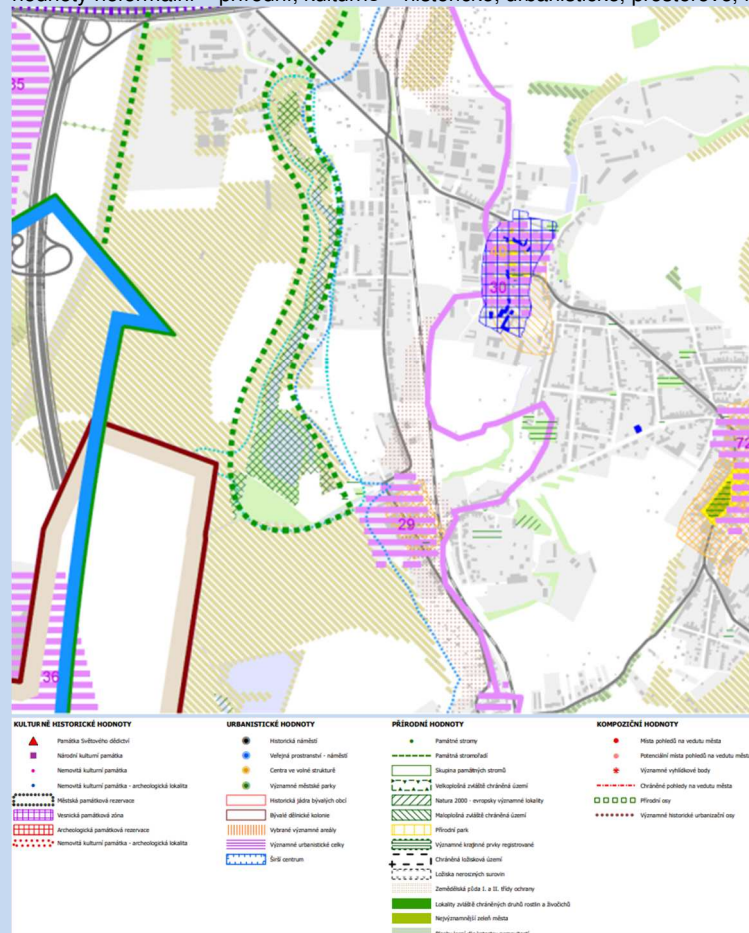 35
30
72
29
36
KULTURNĚ HISTORICKÉ HODNOTY
Památka Světového dědictví
Národní kulturní památka
Nemovitá kulturní památka
Nemovitá kulturní památka - archeologická lokalita
Městská památková rezervace
Vesnická památková zóna
Archeologická památková rezervace
Nemovitá kulturní památka - archeologická lokalita
URBANISTICKÉ HODNOTY
Historická náměstí
Veřejná prostranství - náměstí
Centra ve volné struktuře
Významné městské parky
Historická jádra bývalých obcí
Bývalé dělnické kolonie
Vybrané významné areály
Významné urbanistické celky
Širší centrum
PŘÍRODNÍ HODNOTY
Památné stromy
Památná stromořadí
Skupina památných stromů
Velkoplošná zvláště chráněná území
Natura 2000 - evropsky významné lokality
Maloplošná zvláště chráněná území
Přírodní park
Významné krajinné prvky registrované
Chráněná ložisková území
Ložiska nerostných surovin
Zemědělská půda I. a II. třídy ochrany
Lokality zvláště chráněných druhů rostlin a živočichů
Nejvýznamnější zeleň města
KOMPOZIČNÍ HODNOTY
Místa pohledů na vedutu města
Potenciální místa pohledů na vedutu města
Významné vyhlídkové body
Chráněné pohledy na vedutu města
Přírodní osy
Významné historické urbanizační osy